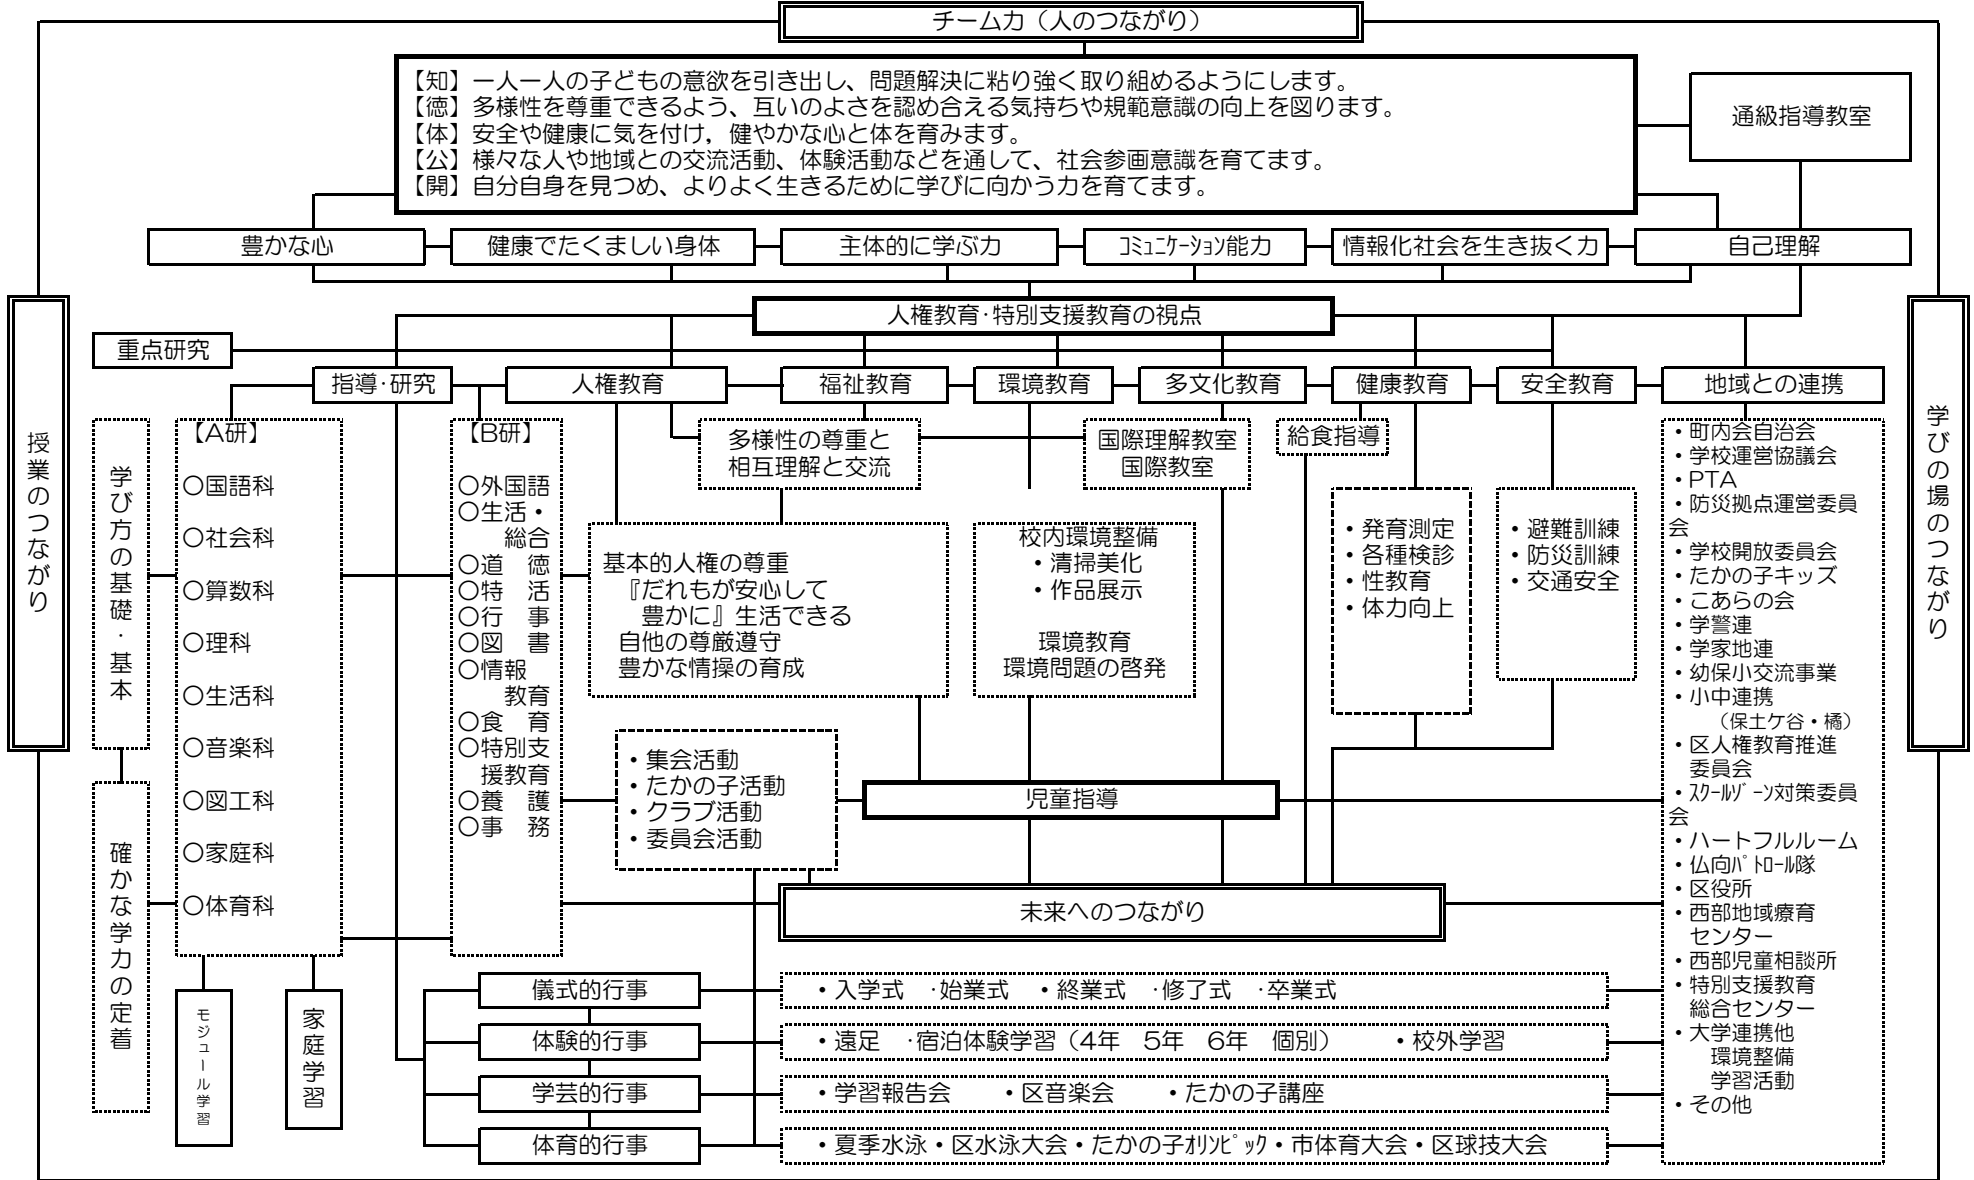 チーム力（人のつながり）
【知】一人一人の子どもの意欲を引き出し、問題解決に粘り強く取り組めるようにします。
【徳】多様性を尊重できるよう、互いのよさを認め合える気持ちや規範意識の向上を図ります。
【体】安全や健康に気を付け，健やかな心と体を育みます。
【公】様々な人や地域との交流活動、体験活動などを通して、社会参画意識を育てます。
【開】自分自身を見つめ、よりよく生きるために学びに向かう力を育てます。
通級指導教室
豊かな心
健康でたくましい身体
主体的に学ぶ力
ｺﾐｭﾆｹｰｼｮﾝ能力
情報化社会を生き抜く力
自己理解
人権教育･特別支援教育の視点
重点研究
指導･研究
人権教育
福祉教育
環境教育
多文化教育
健康教育
安全教育
地域との連携
授業のつながり
学び方の基礎・基本
確かな学力の定着
【A研】
○国語科
○社会科
○算数科
○理科
○生活科
○音楽科
○図工科
○家庭科
○体育科
モジュール学習
家庭学習
【B研】
○外国語
○生活・
総合
○道　徳
○特　活
○行　事
○図　書
○情報
教育
○食　育
○特別支
援教育
○養　護
○事　務
多様性の尊重と
相互理解と交流
国際理解教室
国際教室
給食指導
基本的人権の尊重
『だれもが安心して
豊かに』生活できる
自他の尊厳遵守
豊かな情操の育成
校内環境整備
・清掃美化
・作品展示
環境教育
環境問題の啓発
・発育測定
・各種検診
・性教育
・体力向上
・避難訓練
・防災訓練
・交通安全
・集会活動
・たかの子活動
・クラブ活動
・委員会活動
児童指導
未来へのつながり
儀式的行事
・入学式　･始業式　・終業式　･修了式　･卒業式
体験的行事
・遠足　･宿泊体験学習（4年　5年　6年　個別）　　・校外学習
学芸的行事
・学習報告会　　・区音楽会　　・たかの子講座
体育的行事
・夏季水泳・区水泳大会・たかの子ｵﾘﾝﾋﾟｯｸ・市体育大会・区球技大会
・町内会自治会
・学校運営協議会
・PTA
・防災拠点運営委員
会
・学校開放委員会
・たかの子キッズ
・こあらの会
・学警連
・学家地連
・幼保小交流事業
・小中連携
（保土ケ谷・橘）
・区人権教育推進
委員会
・ｽｸｰﾙｿﾞｰﾝ対策委員
会
・ハートフルルーム
・仏向ﾊﾟﾄﾛｰﾙ隊
・区役所
・西部地域療育
センター
・西部児童相談所
・特別支援教育
総合センター
・大学連携他
環境整備
学習活動
・その他
学びの場のつながり